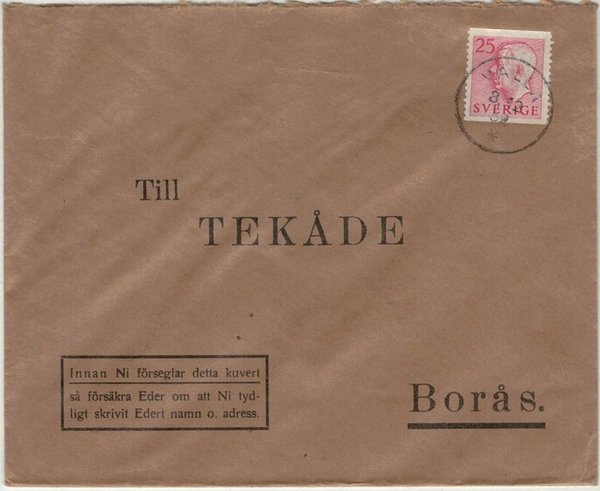 25
SVERIGE
Till
TEKÅDE
Innan Ni förseglar detta kuvert
så försäkra Eder om att Ni tyd-
ligt skrivit Edert namn o. adress.
Borås.